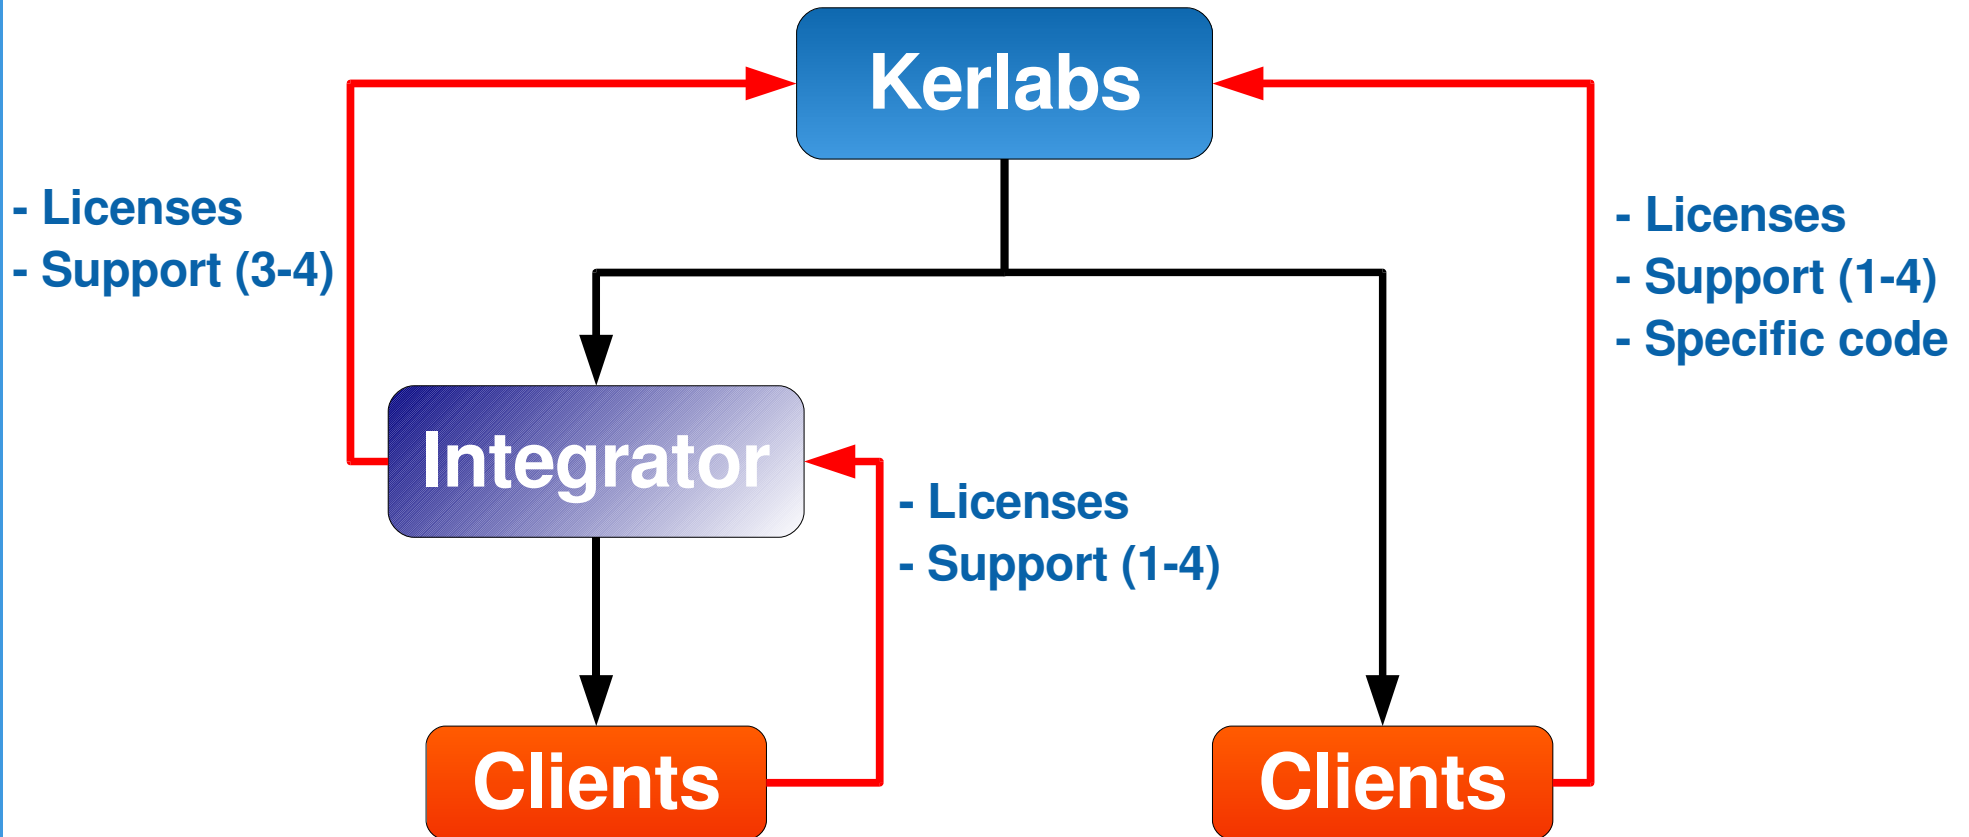 Kerlabs
- Licenses
- Support (3-4)
- Licenses
- Support (1-4)
- Specific code
Integrator
- Licenses
- Support (1-4)
Clients
Clients